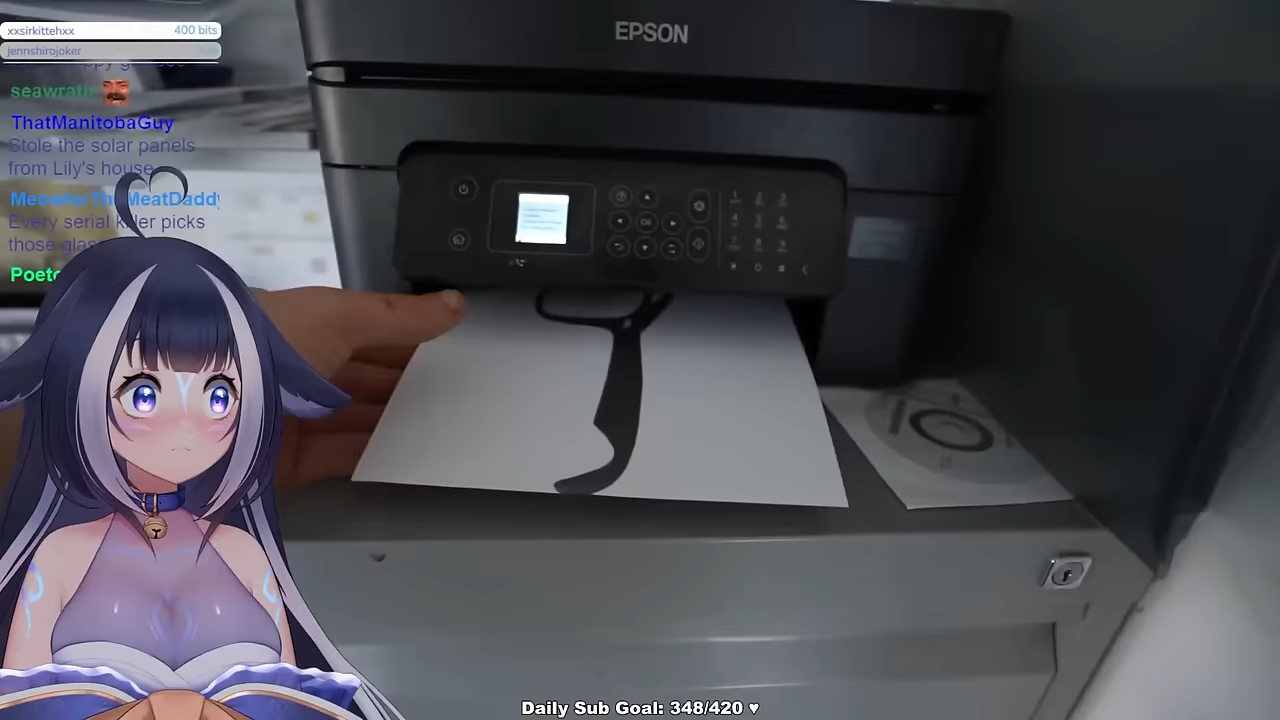 xxsirkittehxx 400 bits
jennshirojoker
seawrath
ThatManitobaGuy
Stole the solar panels
from Lily's house
Every serial killer picks
those
EPSON
Daily Sub Goal: 348/420 ♥